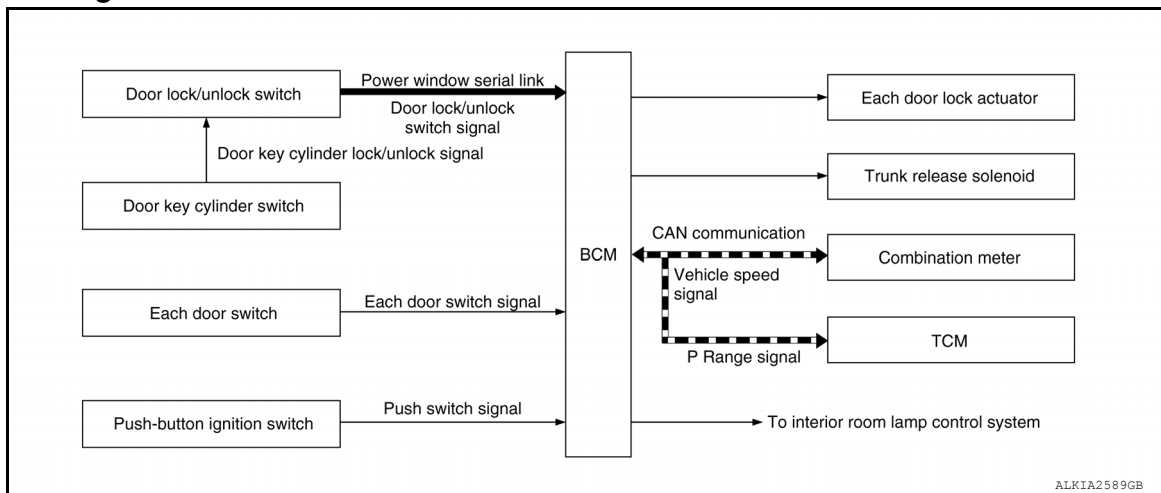 Door lock/unlock switch
Power window serial link
Door lock/unlock
switch signal
Door key cylinder lock/unlock signal
Door key cylinder switch
Each door switch
Each door switch signal
Push-button ignition switch
Push switch signal
BCM
Each door lock actuator
Trunk release solenoid
CAN communication
Combination meter
Vehicle speed
signal
TCM
P Range signal
To interior room lamp control system
ALKIA2589GB